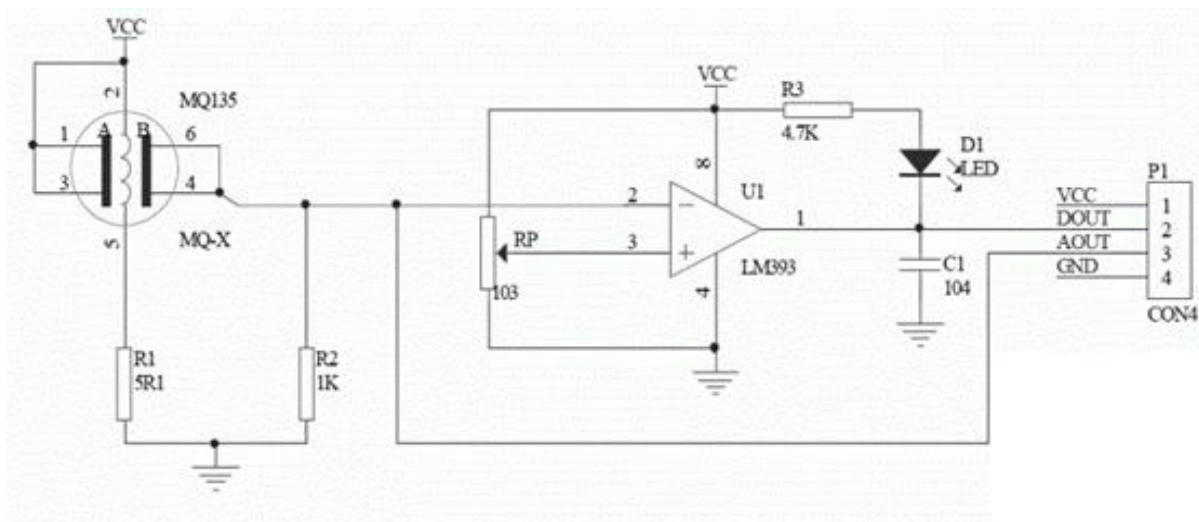 VCC
2
MQ135
A
B
1
6
3
4
5
MQ-X
R1
5R1
R2
1K
VCC
R3
4.7K
8
D1
LED
U1
2
−
1
RP
3
+
LM393
103
4
C1
104
P1
VCC
1
DOUT
2
AOUT
3
GND
4
CON4